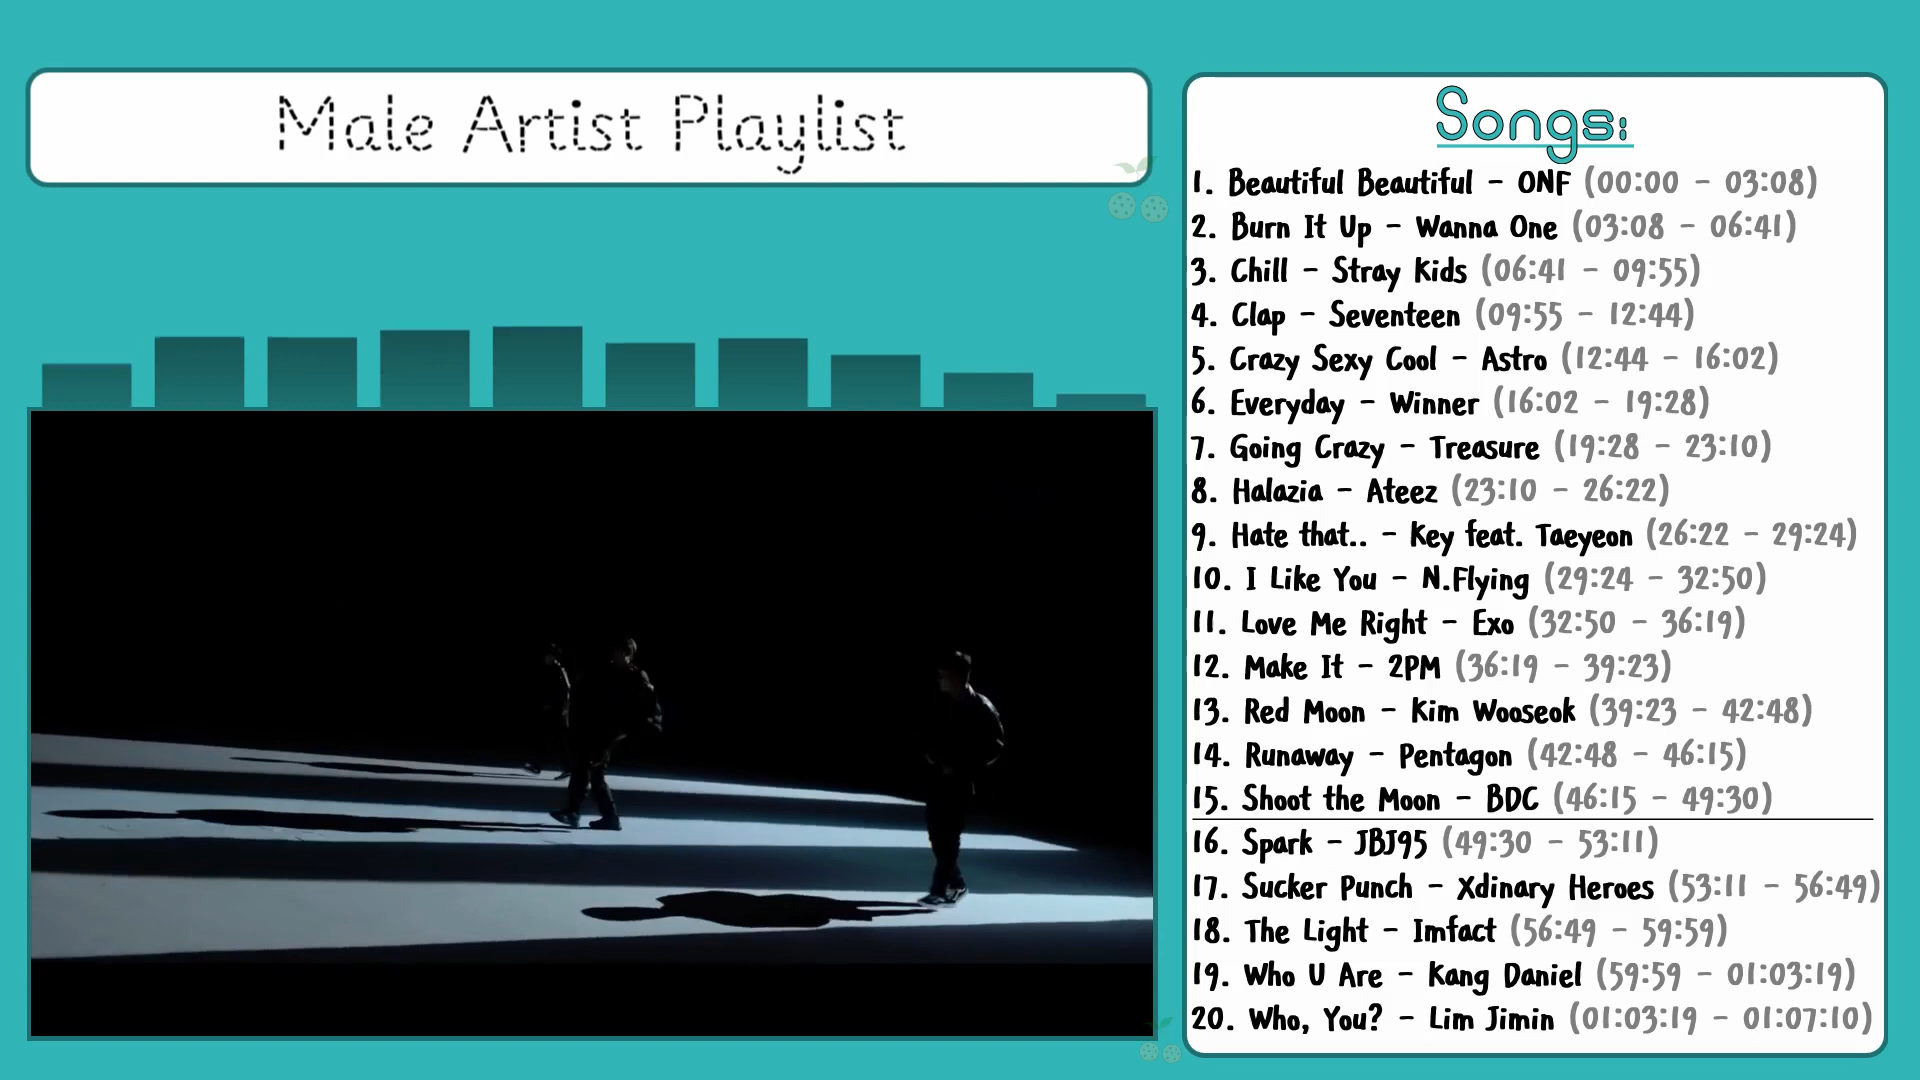 Male Artist Playlist
Songs:
1. Beautiful Beautiful - ONF (00:00 - 03:08)
2. Burn It Up - Wanna One (03:08 - 06:41)
3. Chill - Stray Kids (06:41 - 09:55)
4. Clap - Seventeen (09:55 - 12:44)
5. Crazy Sexy Cool - Astro (12:44 - 16:02)
6. Everyday - Winner (16:02 - 19:28)
7. Going Crazy - Treasure (19:28 - 23:10)
8. Halazia - Ateez (23:10 - 26:22)
9. Hate that.. - Key feat. Taeyeon (26:22 - 29:24)
10. I Like You - N.Flying (29:24 - 32:50)
11. Love Me Right - Exo (32:50 - 36:19)
12. Make It - 2PM (36:19 - 39:23)
13. Red Moon - Kim Wooseok (39:23 - 42:48)
14. Runaway - Pentagon (42:48 - 46:15)
15. Shoot the Moon - BDC (46:15 - 49:30)
16. Spark - JBJ95 (49:30 - 53:11)
17. Sucker Punch - Xdinary Heroes (53:11 - 56:49)
18. The Light - Imfact (56:49 - 59:59)
19. Who U Are - Kang Daniel (59:59 - 01:03:19)
20. Who, You? - Lim Jimin (01:03:19 - 01:07:10)